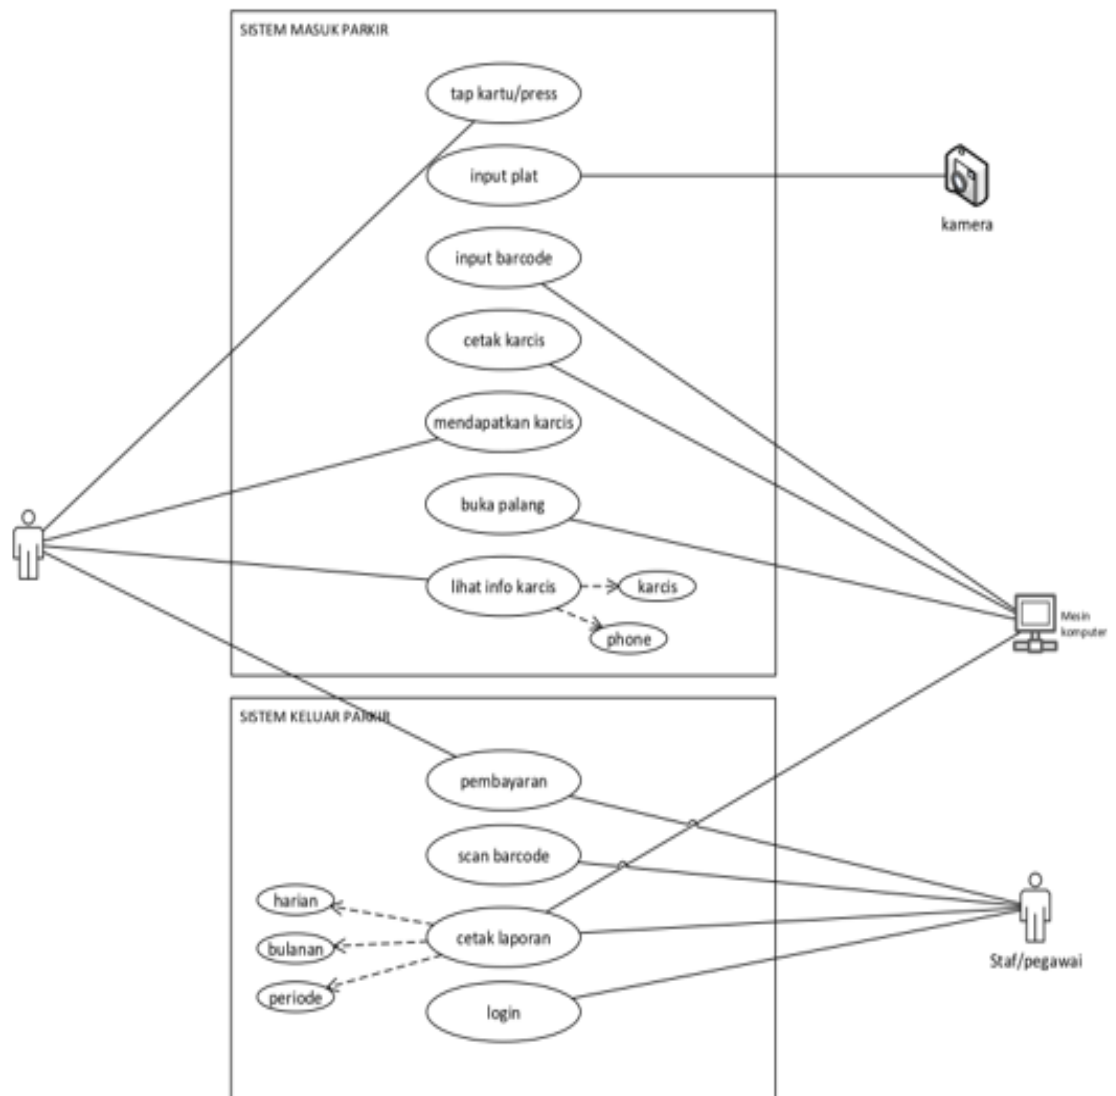 SISTEM MASUK PARKIR
tap kartu/press
input plat
kamera
input barcode
cetak karcis
mendapatkan karcis
buka palang
lihat info karcis
karcis
phone
Mesin
komputer
SISTEM KELUAR PARKIR
pembayaran
scan barcode
harian
bulanan
periode
cetak laporan
login
Staf/pegawai